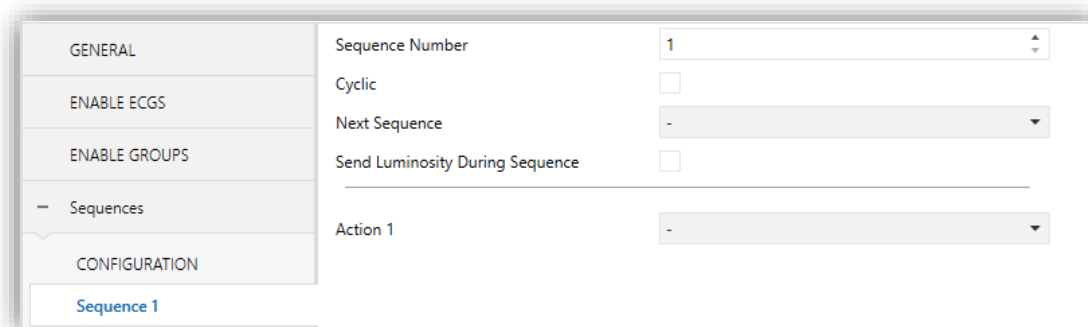 GENERAL
ENABLE ECGS
ENABLE GROUPS
− Sequences
CONFIGURATION
Sequence 1
Sequence Number 1
Cyclic
Next Sequence -
Send Luminosity During Sequence
Action 1 -